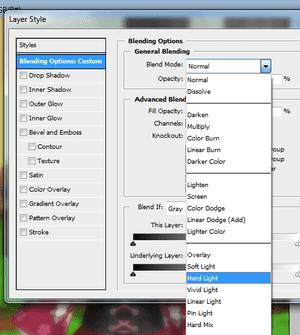 Layer Style
Styles
Blending Options: Custom
Drop Shadow
Inner Shadow
Outer Glow
Inner Glow
Bevel and Emboss
Contour
Texture
Satin
Color Overlay
Gradient Overlay
Pattern Overlay
Stroke
Blending Options
General Blending
Blend Mode: Normal
Opacity: %
Advanced Blend
Fill Opacity: %
Channels:
Knockout:
Blend If: Gray
This Layer:
Underlying Layer:
Normal
Dissolve
Darken
Multiply
Color Burn
Linear Burn
Darker Color
Lighten
Screen
Color Dodge
Linear Dodge (Add)
Lighter Color
Overlay
Soft Light
Hard Light
Vivid Light
Linear Light
Pin Light
Hard Mix